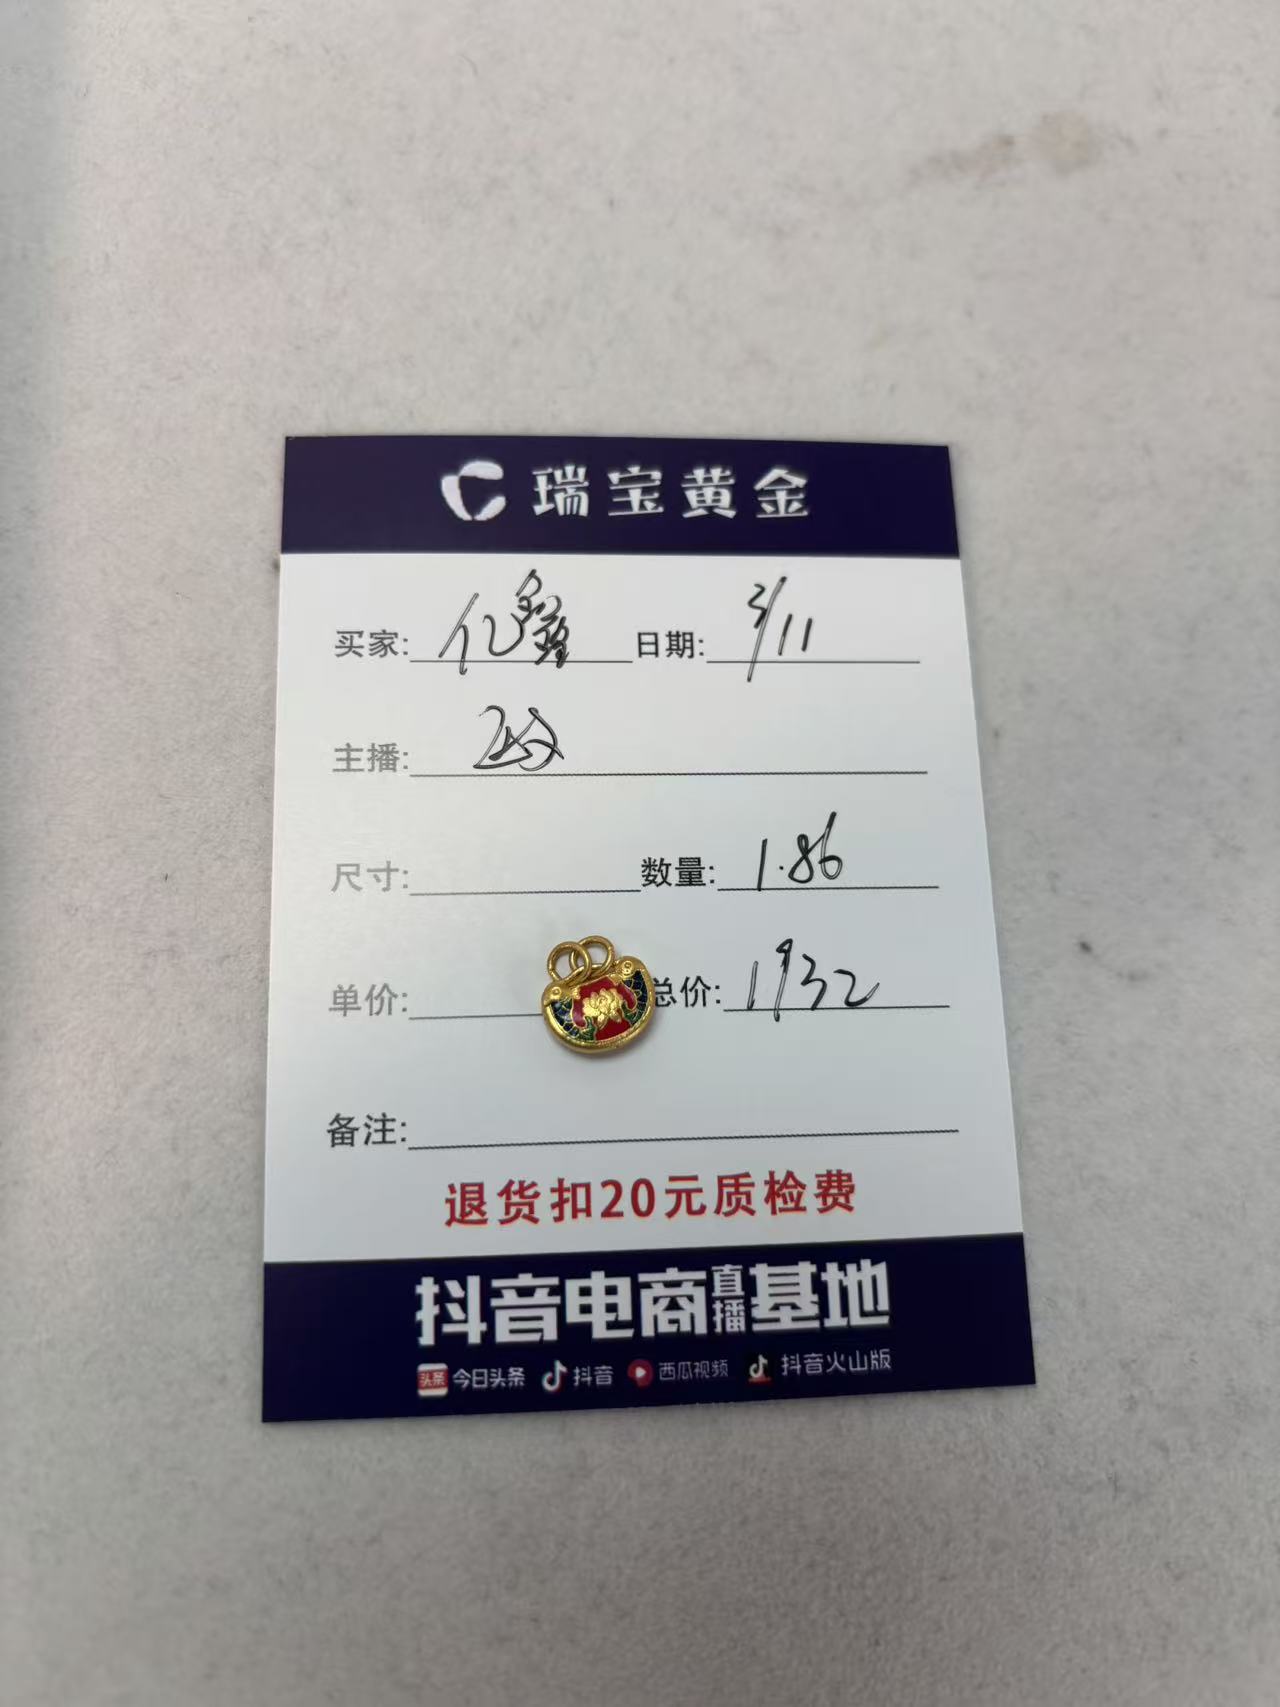 瑞宝黄金
买家: 亿鑫 日期: 3/11
主播:
尺寸: 数量: 1.86
单价: 总价: 1932
备注:
退货扣20元质检费
抖音电商直播基地
头条 今日头条 抖音 西瓜视频 抖音火山版